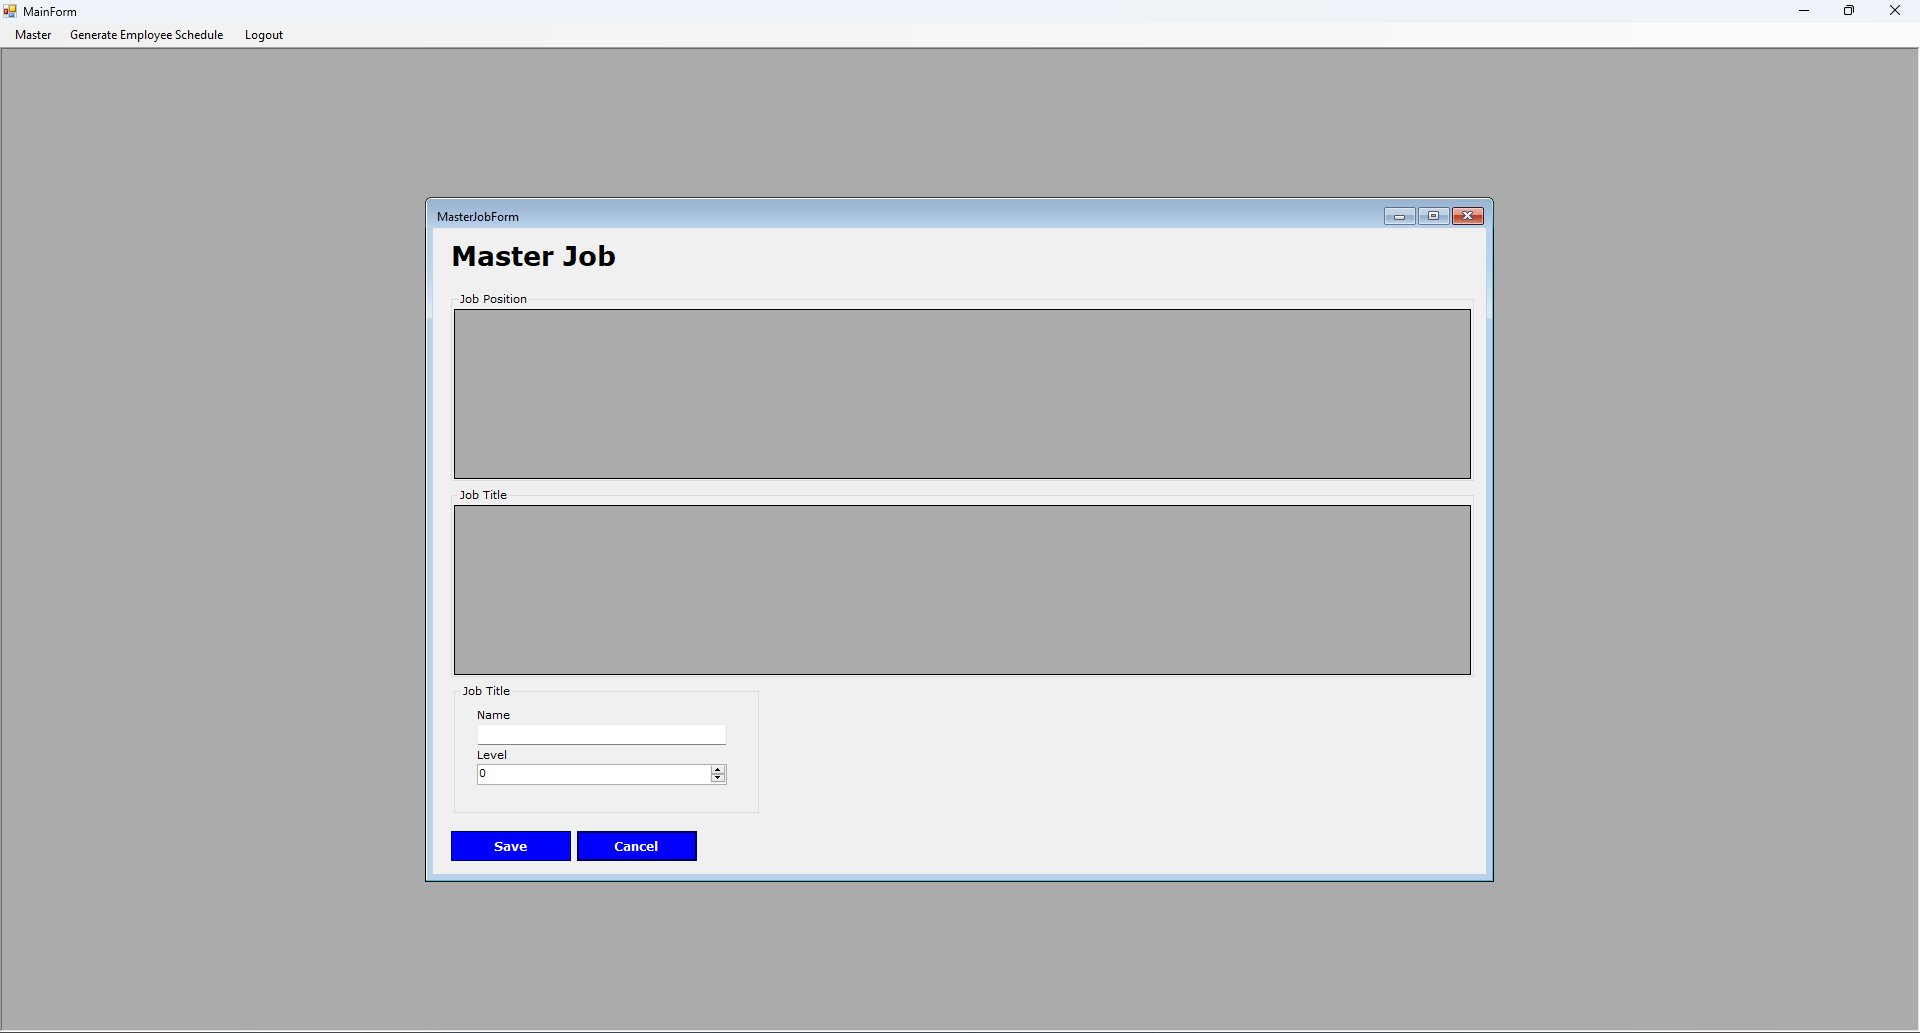 MainForm
Master Generate Employee Schedule Logout
MasterJobForm
Master Job
Job Position
Job Title
Job Title
Name
Level
0
Save Cancel